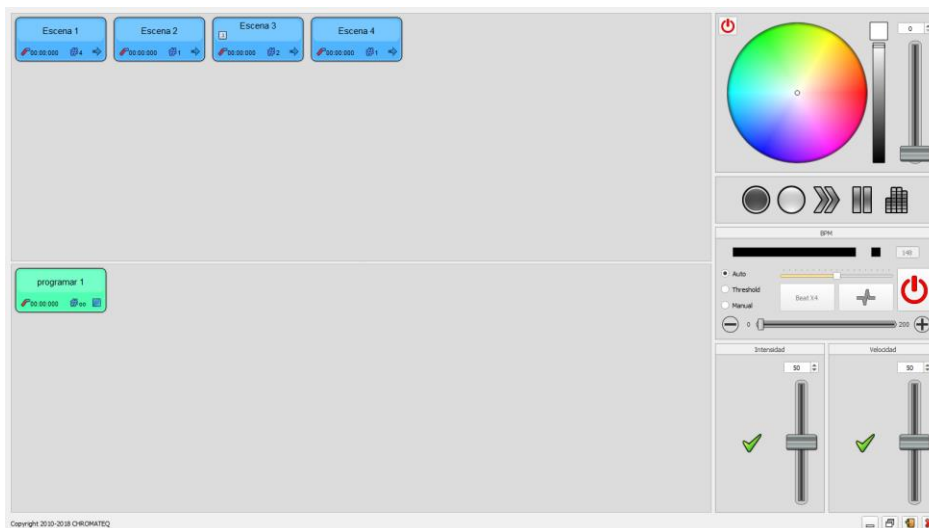 Escena 1
00:00:000 4
Escena 2
00:00:000 1
Escena 3
00:00:000 2
Escena 4
00:00:000 1
0
BPM
Auto
Threshold
Manual
Beat X4
0
200
programar 1
00:00:000 oo
Intensidad
Velocidad
50
50
Copyright 2010-2018 CHROMATEQ